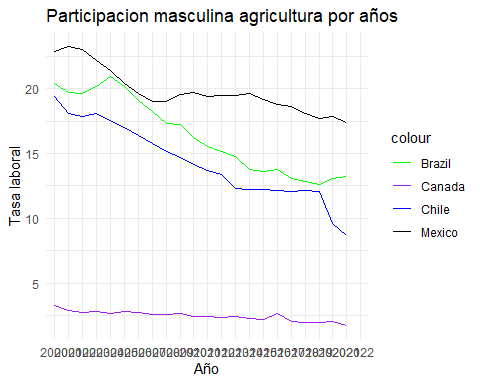 Participacion masculina agricultura por años
20
15
10
5
Tasa laboral
Año
colour
Brazil
Canada
Chile
Mexico